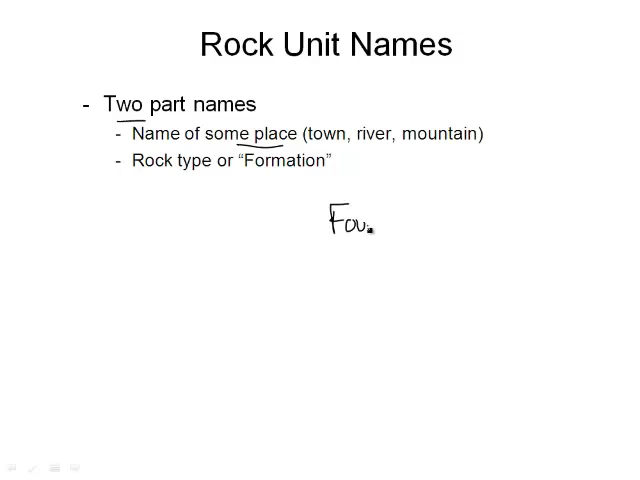 Rock Unit Names
- Two part names
- Name of some place (town, river, mountain)
- Rock type or “Formation”
Fou